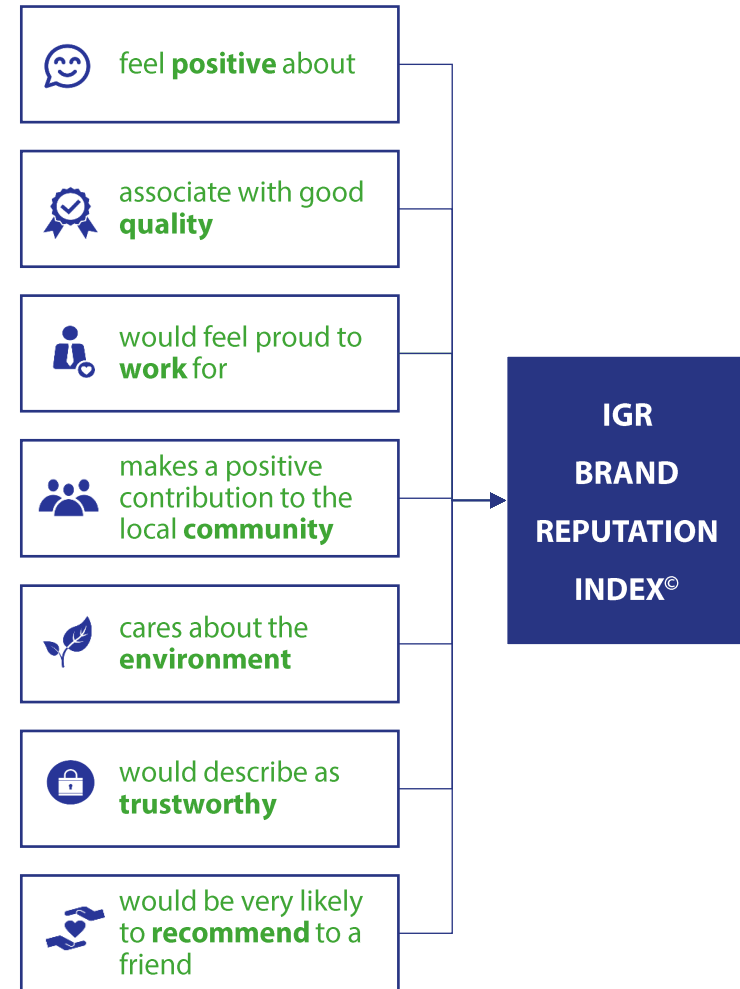 feel positive about
associate with good
quality
would feel proud to
work for
makes a positive
contribution to the
local community
cares about the
environment
would describe as
trustworthy
would be very likely
to recommend to a
friend
IGR
BRAND
REPUTATION
INDEX©